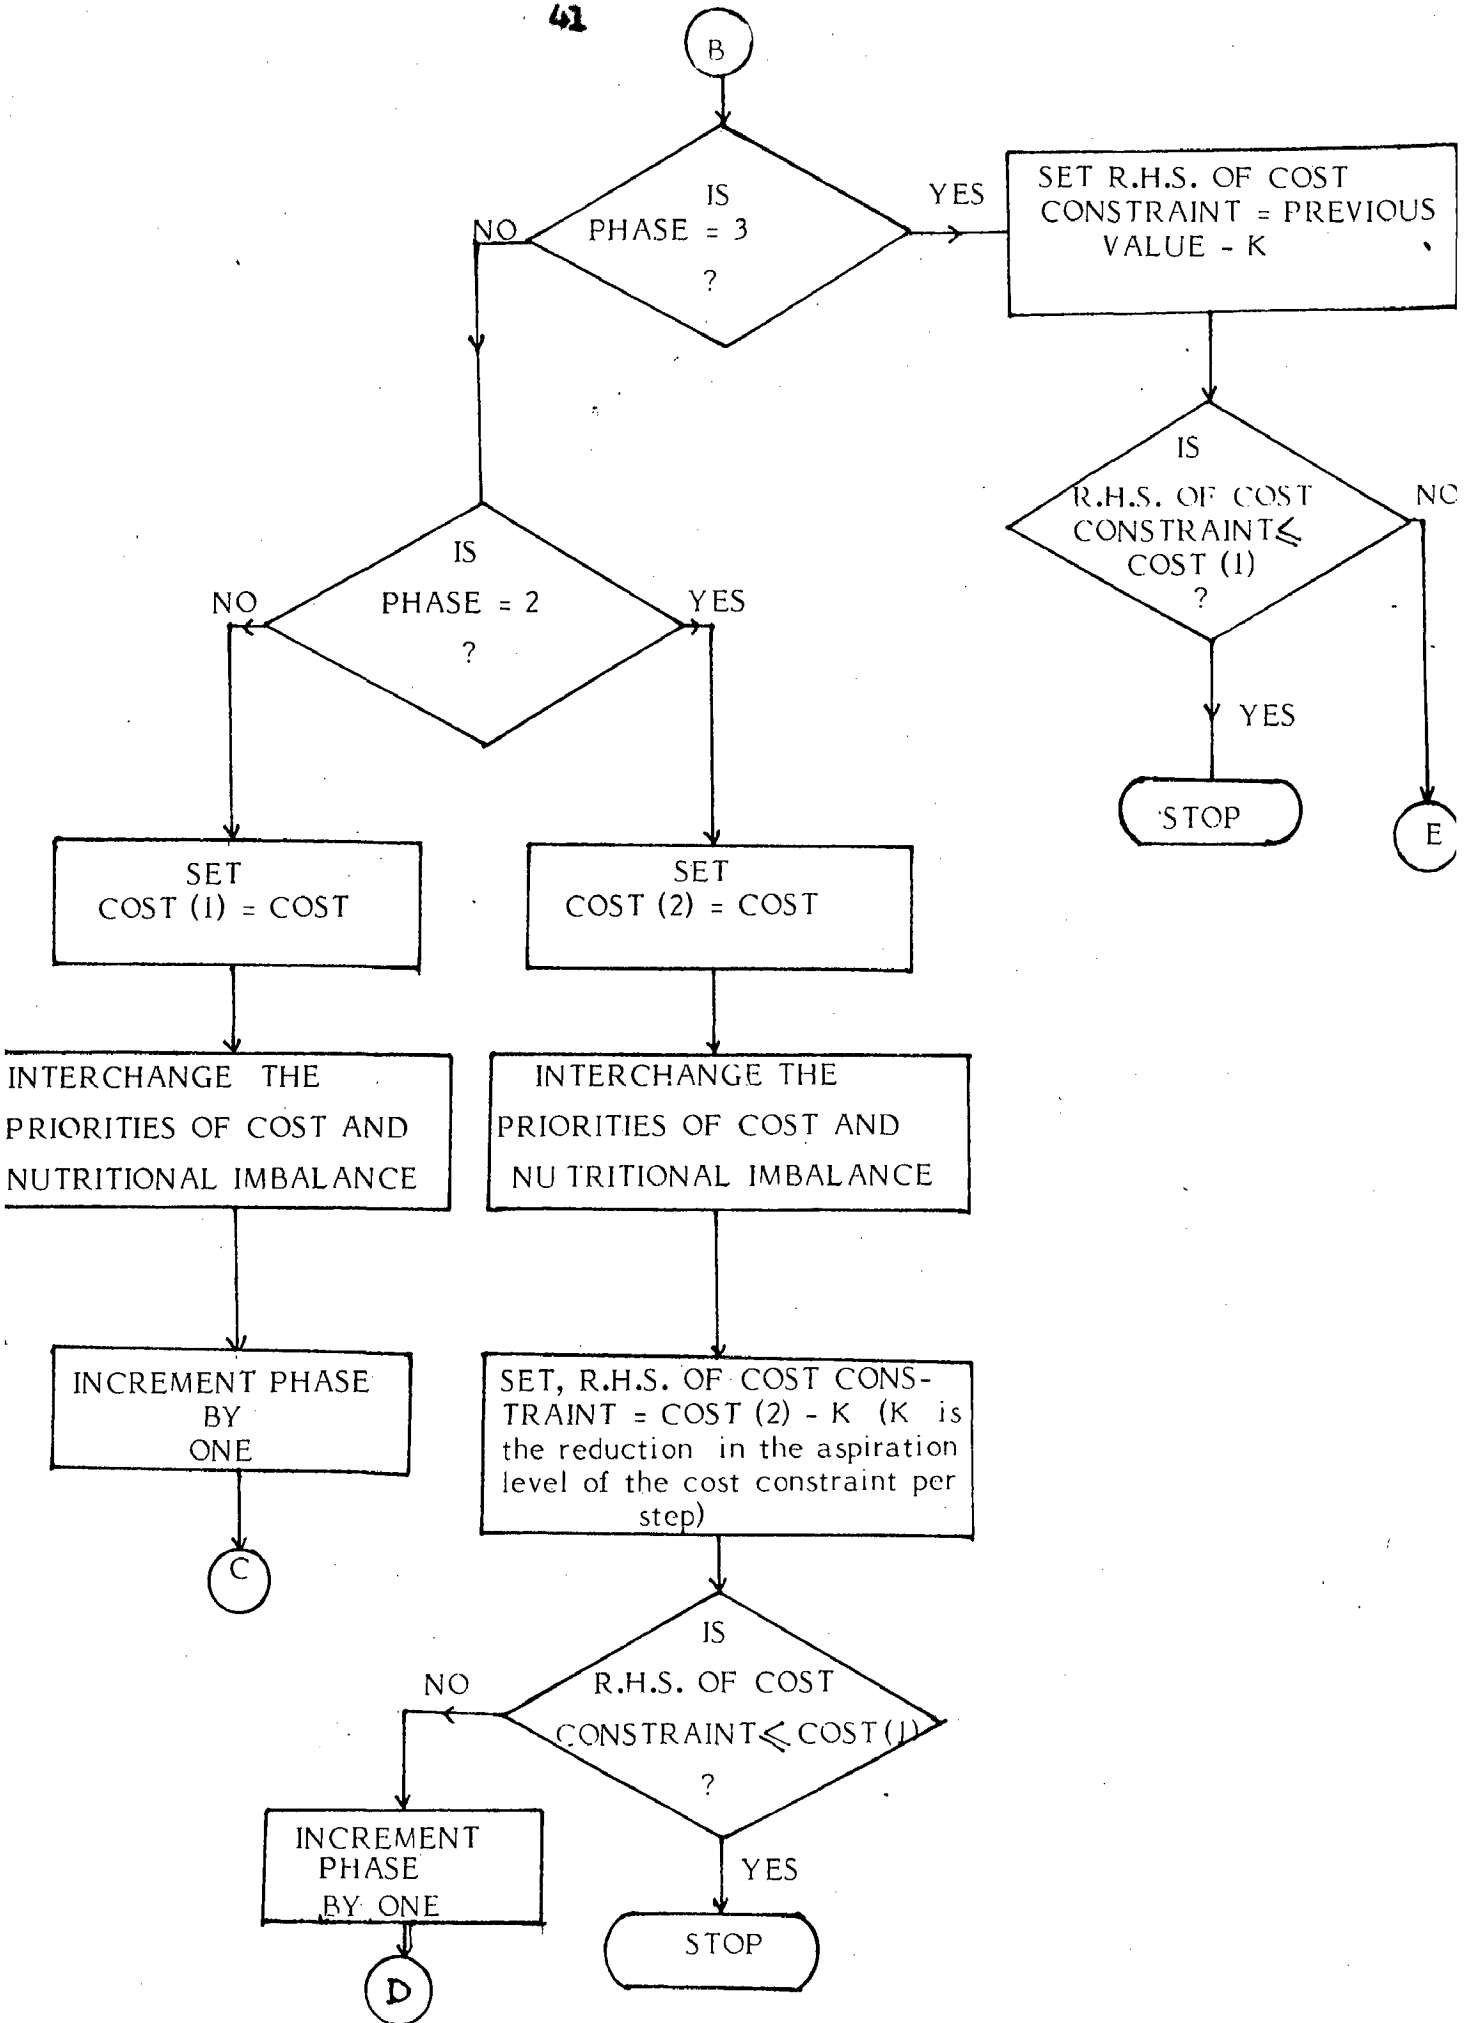 41
B
IS
PHASE = 3
?
NO
YES
SET R.H.S. OF COST
CONSTRAINT = PREVIOUS
VALUE - K
IS
R.H.S. OF COST
CONSTRAINT ⩽
COST (1)
?
NO
YES
STOP
E
IS
PHASE = 2
?
NO
YES
SET
COST (1) = COST
SET
COST (2) = COST
INTERCHANGE THE
PRIORITIES OF COST AND
NUTRITIONAL IMBALANCE
INTERCHANGE THE
PRIORITIES OF COST AND
NU TRITIONAL IMBALANCE
INCREMENT PHASE
BY
ONE
C
SET, R.H.S. OF COST CONS-
TRAINT = COST (2) - K (K is
the reduction in the aspiration
level of the cost constraint per
step)
IS
R.H.S. OF COST
CONSTRAINT ⩽ COST (1)
?
NO
YES
INCREMENT
PHASE
BY ONE
D
STOP